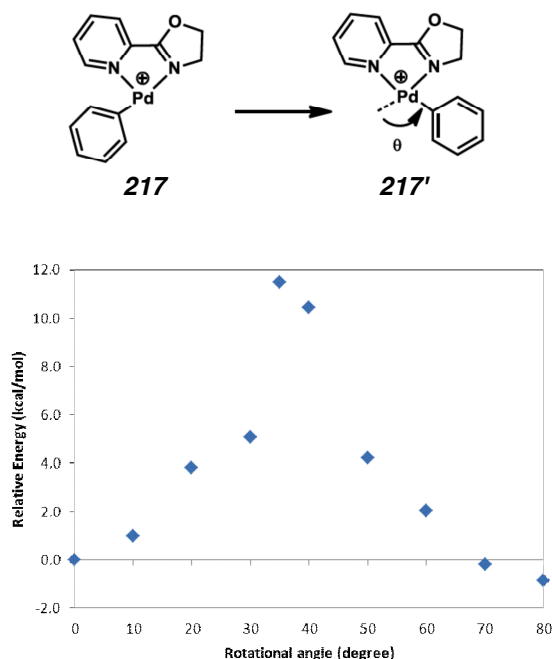 O
N
⊕
N
Pd
217
O
N
⊕
N
Pd
θ
217'
12.0
10.0
8.0
6.0
4.0
2.0
0.0
-2.0
Relative Energy (kcal/mol)
0 10 20 30 40 50 60 70 80
Rotational angle (degree)